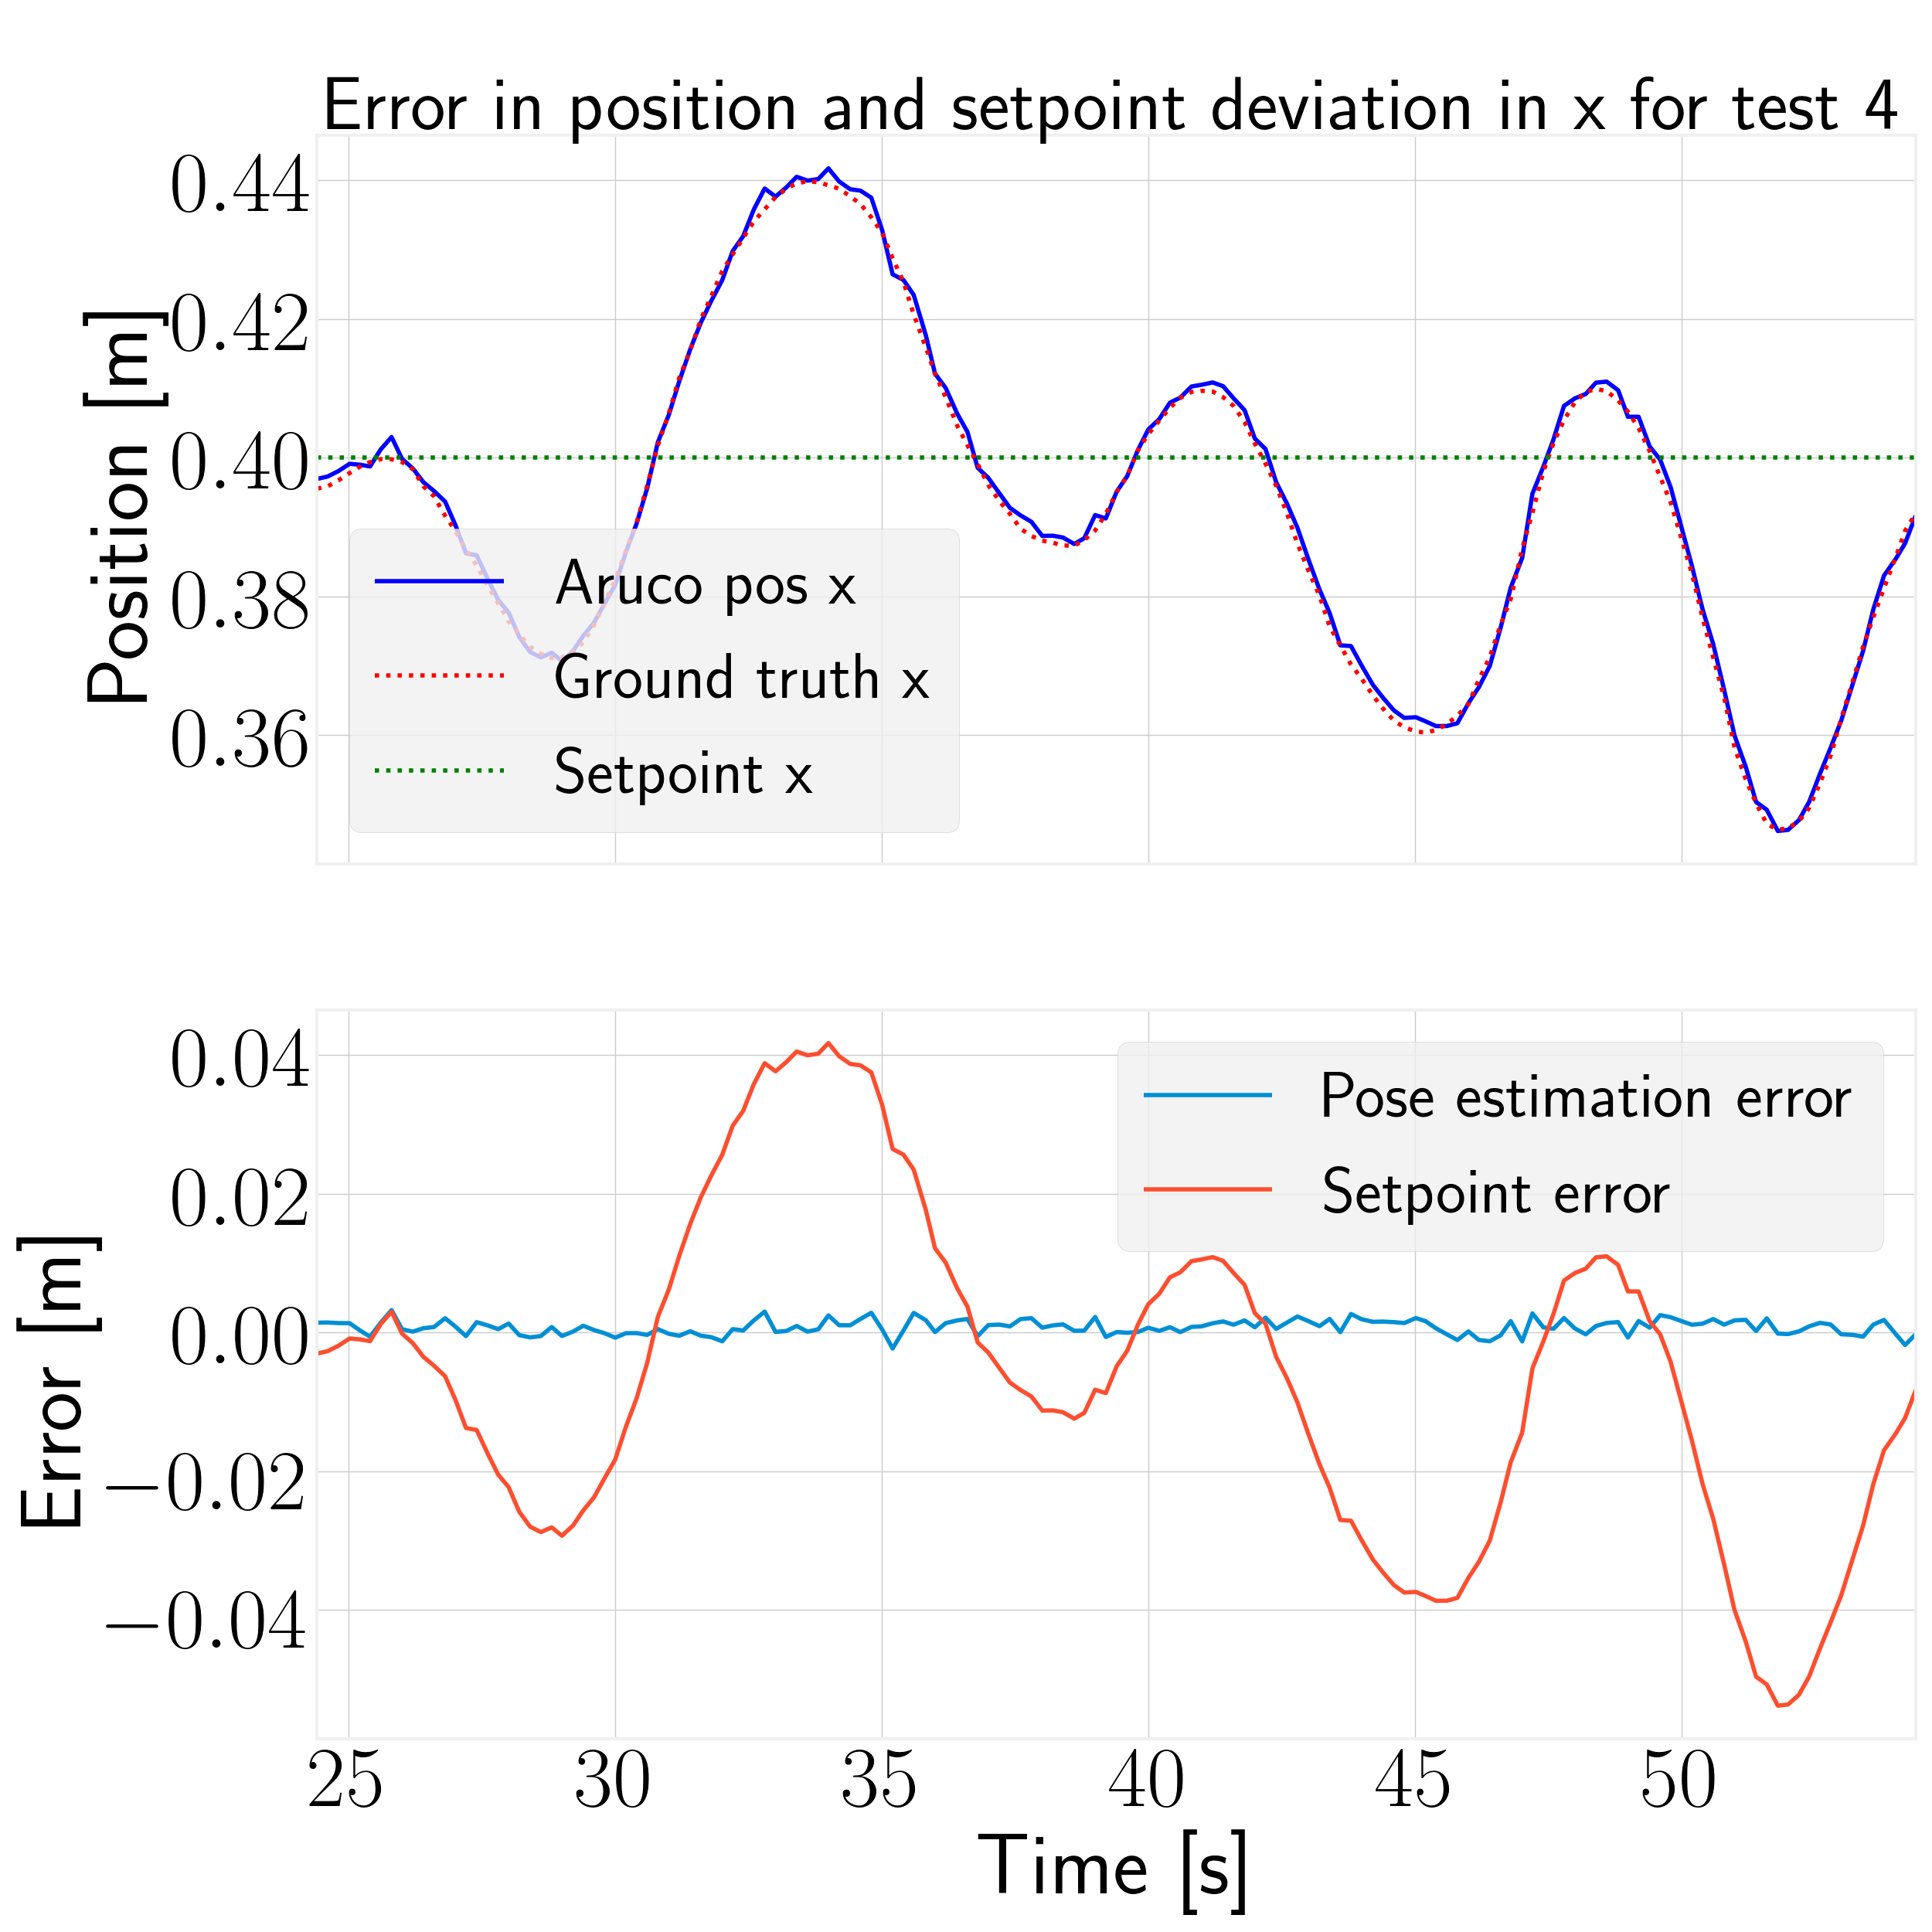 Error in position and setpoint deviation in x for test 4
Position [m]
0.44
0.42
0.40
0.38
0.36
Aruco pos x
Ground truth x
Setpoint x
Error [m]
0.04
0.02
0.00
−0.02
−0.04
Pose estimation error
Setpoint error
25 30 35 40 45 50
Time [s]